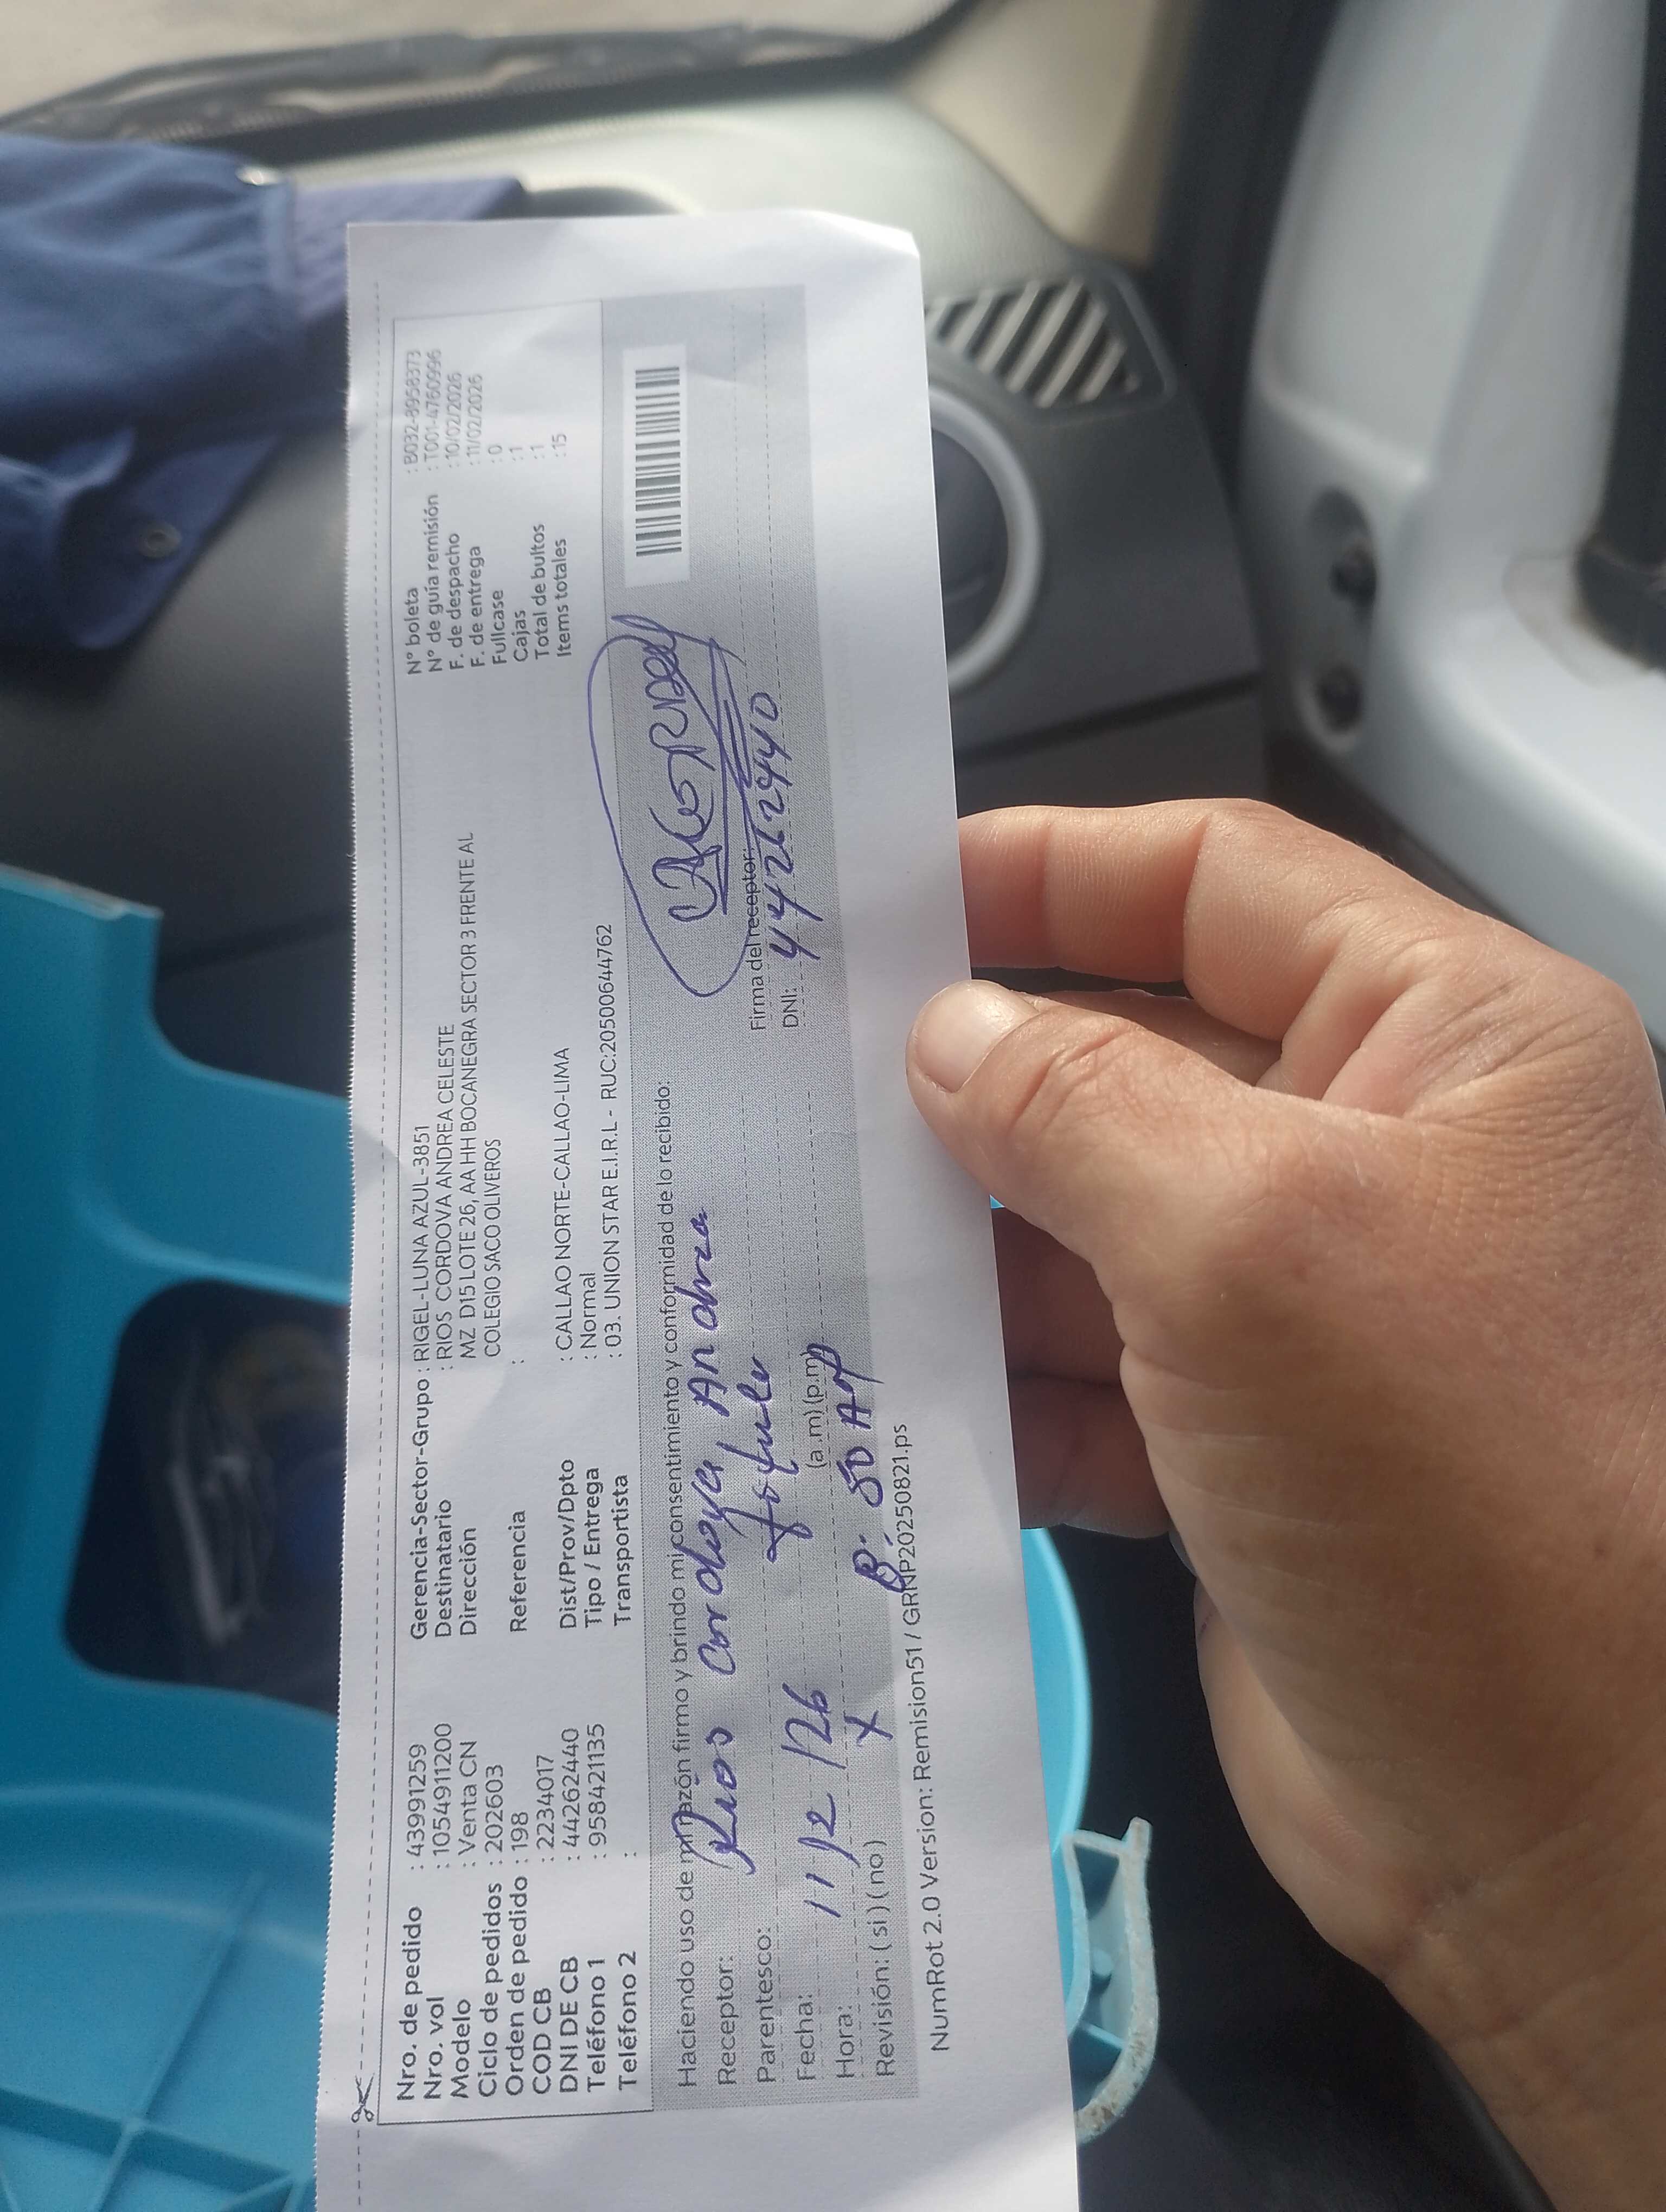 Nro. de pedido : 43991259
Nro. vol : 1054911200
Modelo : Venta CN
Ciclo de pedidos : 202603
Orden de pedido : 198
COD CB : 2234017
DNI DE CB : 44262440
Teléfono 1 : 958421135
Teléfono 2 :
Gerencia-Sector-Grupo : RIGEL-LUNA AZUL-3851
Destinatario : RIOS CORDOVA ANDREA CELESTE
Dirección MZ D15 LOTE 26, AA HH BOCANEGRA SECTOR 3 FRENTE AL
COLEGIO SACO OLIVEROS
Referencia :
Dist/Prov/Dpto : CALLAO NORTE-CALLAO-LIMA
Tipo / Entrega : Normal
Transportista : 03. UNION STAR E.I.R.L - RUC:20500644762
N° boleta : B032-8958373
N° de guía remisión : T001-4760996
F. de despacho : 10/02/2026
F. de entrega : 11/02/2026
Fullcase : 0
Cajas : 1
Total de bultos : 1
Items totales : 15
Haciendo uso de mi razón firmo y brindo mi consentimiento y conformidad de lo recibido:
Receptor: Rios Cordova Andrea
Parentesco: titular
Fecha: 11/2/26
Hora: (a.m) (p.m)
Revisión: ( si ) ( no ) X
Firma del receptor:
DNI: 44262440
NumRot 2.0 Version: Remision51 / GRNP20250821.ps